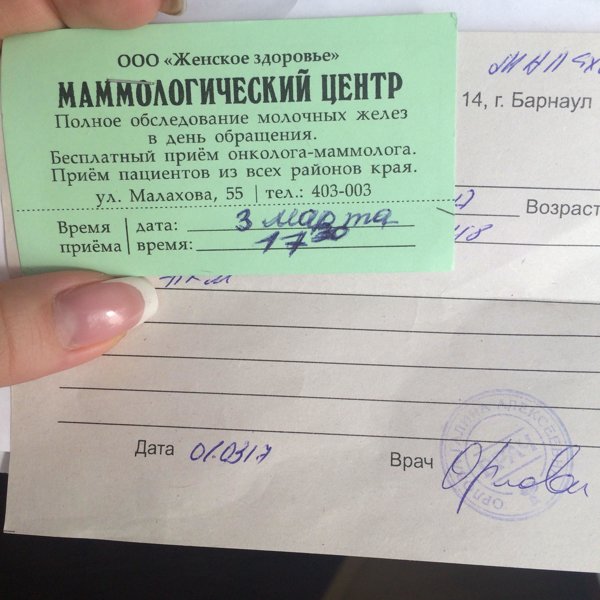 ООО «Женское здоровье»
МАММОЛОГИЧЕСКИЙ ЦЕНТР
Полное обследование молочных желез
в день обращения.
Бесплатный приём онколога-маммолога.
Приём пациентов из всех районов края.
ул. Малахова, 55 | тел.: 403-003
Время приёма
дата: 3 марта
время: 17 30
14, г. Барнаул
Возраст
Дата 01.03.17
Врач